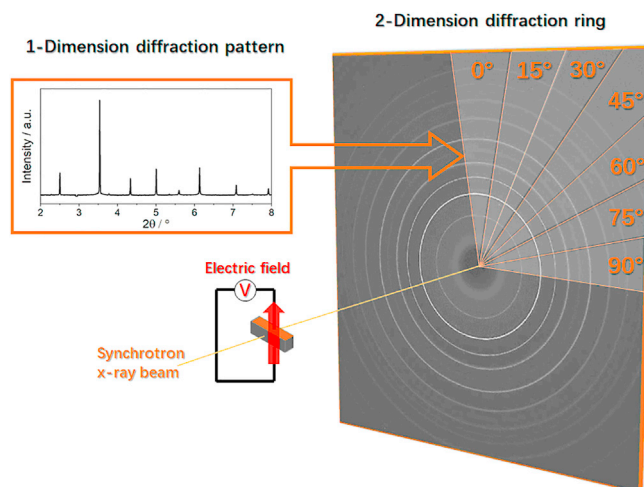 2-Dimension diffraction ring
1-Dimension diffraction pattern
0°
15°
30°
45°
60°
75°
90°
Intensity / a.u.
2 3 4 5 6 7 8
2θ / °
Electric field
V
Synchrotron
x-ray beam